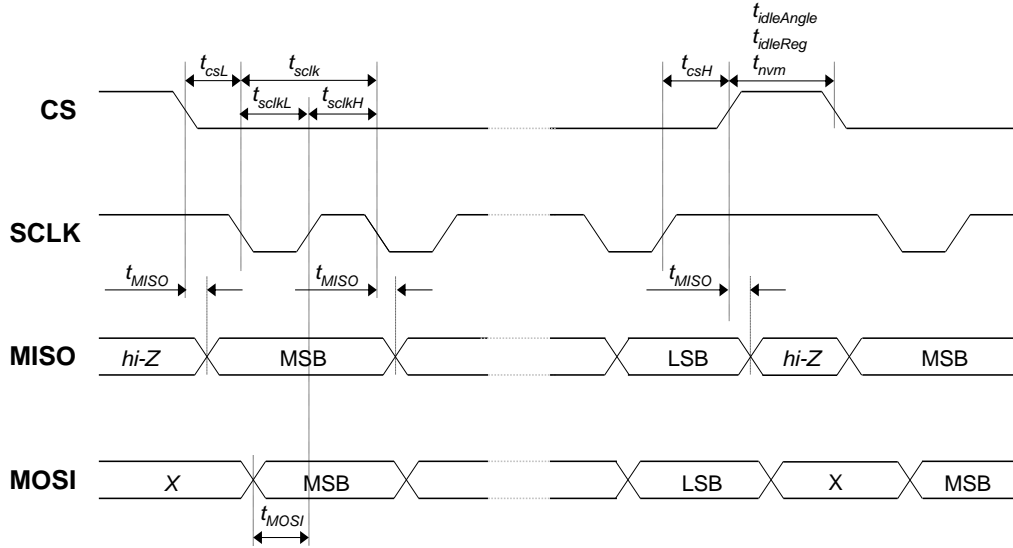 t_idleAngle
t_idleReg
t_csL t_sclk t_csH t_nvm
t_sclkL t_sclkH
CS
SCLK
t_MISO t_MISO t_MISO
MISO hi-Z MSB LSB hi-Z MSB
MOSI X MSB LSB X MSB
t_MOSI